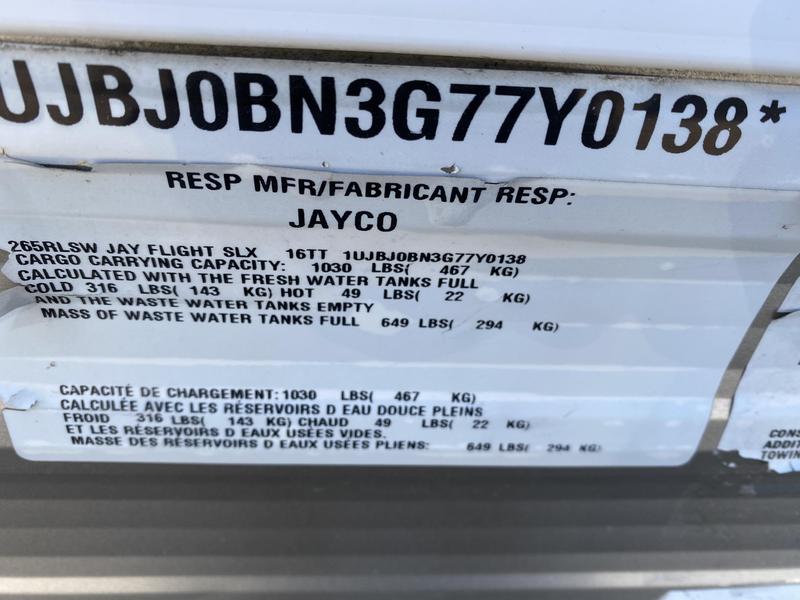 UJBJ0BN3G77Y0138*
RESP MFR/FABRICANT RESP:
JAYCO
265RLSW JAY FLIGHT SLX 16TT 1UJBJ0BN3G77Y0138
CARGO CARRYING CAPACITY: 1030 LBS( 467 KG)
CALCULATED WITH THE FRESH WATER TANKS FULL
COLD 316 LBS( 143 KG) HOT 49 LBS( 22 KG)
AND THE WASTE WATER TANKS EMPTY
MASS OF WASTE WATER TANKS FULL 649 LBS( 294 KG)
CAPACITÉ DE CHARGEMENT: 1030 LBS( 467 KG)
CALCULÉE AVEC LES RÉSERVOIRS D EAU DOUCE PLEINS
FROID 316 LBS( 143 KG) CHAUD 49 LBS( 22 KG)
ET LES RÉSERVOIRS D EAUX USÉES VIDES.
MASSE DES RÉSERVOIRS D EAUX USÉES PLIENS: 649 LBS( 294 KG)
CONS
ADDIT
TOWIN